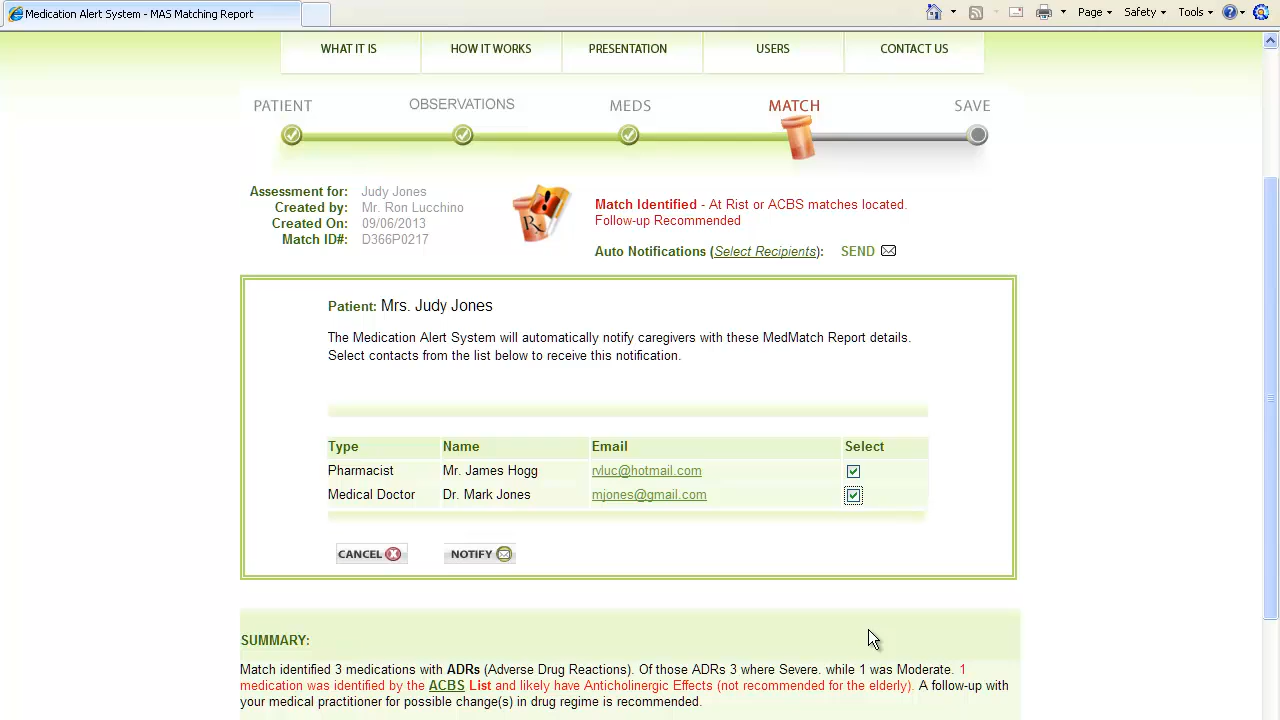 Medication Alert System - MAS Matching Report
Page Safety Tools
WHAT IT IS HOW IT WORKS PRESENTATION USERS CONTACT US
PATIENT OBSERVATIONS MEDS MATCH SAVE
Assessment for: Judy Jones
Created by: Mr. Ron Lucchino
Created On: 09/06/2013
Match ID#: D366P0217
Rx!
Match Identified - At Rist or ACBS matches located.
Follow-up Recommended
Auto Notifications (Select Recipients): SEND
Patient: Mrs. Judy Jones
The Medication Alert System will automatically notify caregivers with these MedMatch Report details.
Select contacts from the list below to receive this notification.
Type Name Email Select
Pharmacist Mr. James Hogg rvluc@hotmail.com
Medical Doctor Dr. Mark Jones mjones@gmail.com
CANCEL NOTIFY
SUMMARY:
Match identified 3 medications with ADRs (Adverse Drug Reactions). Of those ADRs 3 where Severe. while 1 was Moderate. 1
medication was identified by the ACBS List and likely have Anticholinergic Effects (not recommended for the elderly). A follow-up with
your medical practitioner for possible change(s) in drug regime is recommended.